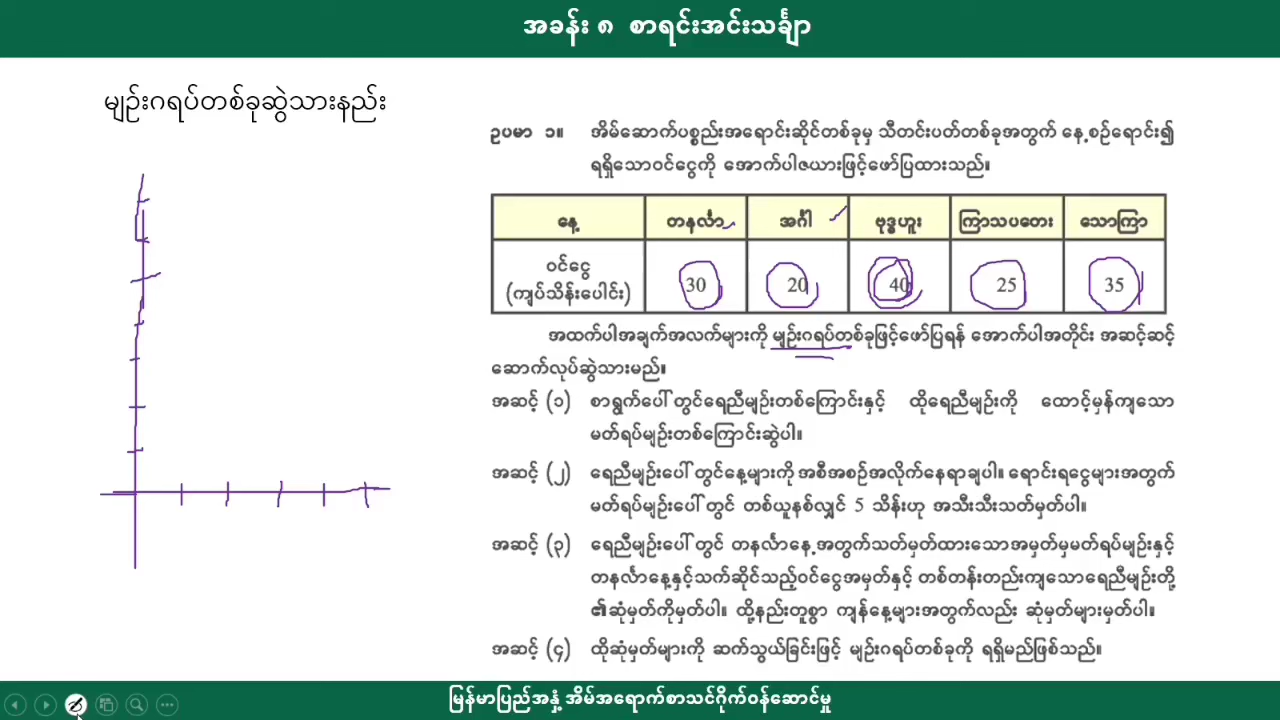 အခန်း ၈ စာရင်းအင်းသင်္ချာ
မျဉ်းဂရပ်တစ်ခုဆွဲသားနည်း
ဥပမာ ၁။ အိမ်ဆောက်ပစ္စည်းအရောင်းဆိုင်တစ်ခုမှ သီတင်းပတ်တစ်ခုအတွက် နေ့စဉ်ရောင်း၍
ရရှိသောဝင်ငွေကို အောက်ပါဇယားဖြင့်ဖော်ပြထားသည်။
နေ့ တနင်္လာ အင်္ဂါ ဗုဒ္ဓဟူး ကြာသပတေး သောကြာ
ဝင်ငွေ
(ကျပ်သိန်းပေါင်း) 30 20 40 25 35
အထက်ပါအချက်အလက်များကို မျဉ်းဂရပ်တစ်ခုဖြင့်ဖော်ပြရန် အောက်ပါအတိုင်း အဆင့်ဆင့်
ဆောက်လုပ်ဆွဲသားမည်။
အဆင့် (၁) စာရွက်ပေါ်တွင်ရေညီမျဉ်းတစ်ကြောင်းနှင့် ထိုရေညီမျဉ်းကို ထောင့်မှန်ကျသော
မတ်ရပ်မျဉ်းတစ်ကြောင်းဆွဲပါ။
အဆင့် (၂) ရေညီမျဉ်းပေါ်တွင်နေ့များကို အစီအစဉ်အလိုက်နေရာချပါ။ ရောင်းရငွေများအတွက်
မတ်ရပ်မျဉ်းပေါ်တွင် တစ်ယူနစ်လျှင် 5 သိန်းဟု အသီးသီးသတ်မှတ်ပါ။
အဆင့် (၃) ရေညီမျဉ်းပေါ်တွင် တနင်္လာနေ့အတွက်သတ်မှတ်ထားသောအမှတ်မှမတ်ရပ်မျဉ်းနှင့်
တနင်္လာနေ့နှင့်သက်ဆိုင်သည့်ဝင်ငွေအမှတ်နှင့် တစ်တန်းတည်းကျသောရေညီမျဉ်းတို့
၏ဆုံမှတ်ကိုမှတ်ပါ။ ထို့နည်းတူစွာ ကျန်နေ့များအတွက်လည်း ဆုံမှတ်များမှတ်ပါ။
အဆင့် (၄) ထိုဆုံမှတ်များကို ဆက်သွယ်ခြင်းဖြင့် မျဉ်းဂရပ်တစ်ခုကို ရရှိမည်ဖြစ်သည်။
မြန်မာပြည်အနှံ့ အိမ်အရောက်စာသင်ဂိုက်ဝန်ဆောင်မှု